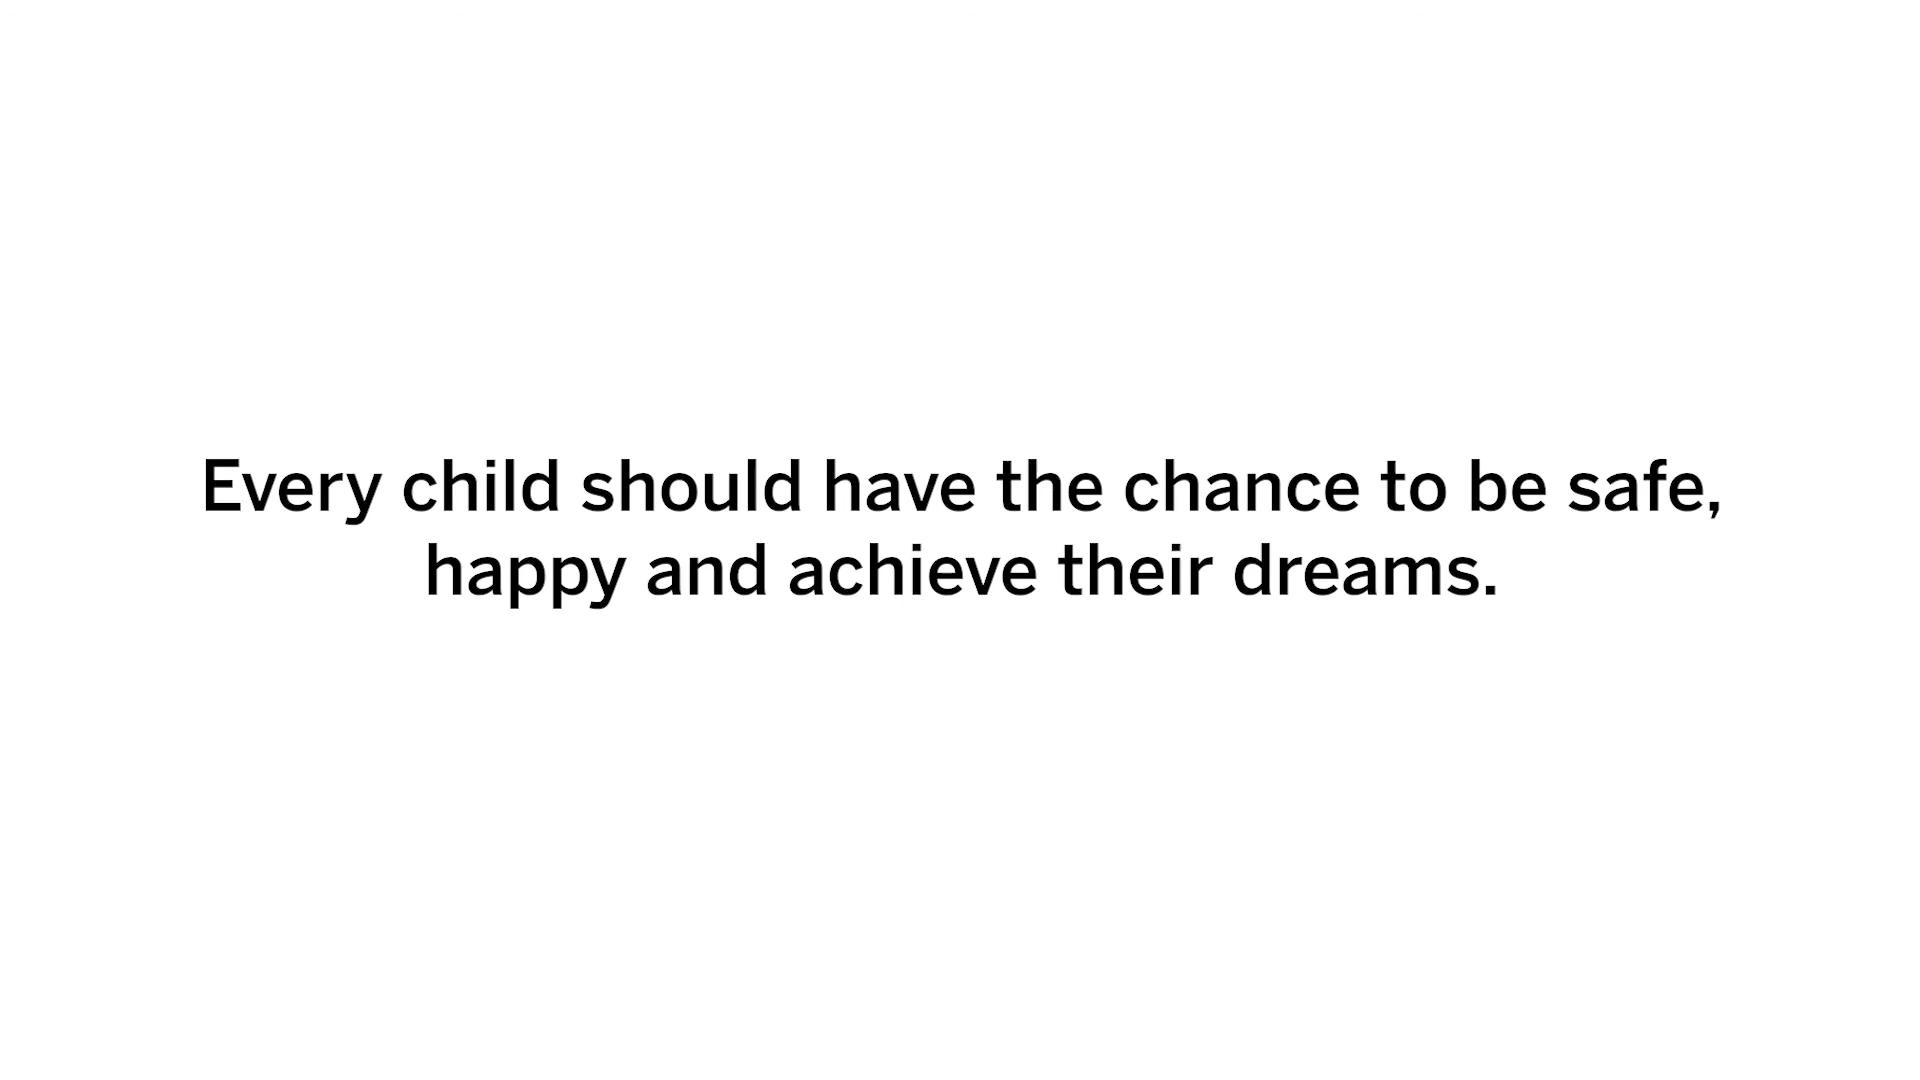 Every child should have the chance to be safe,
happy and achieve their dreams.